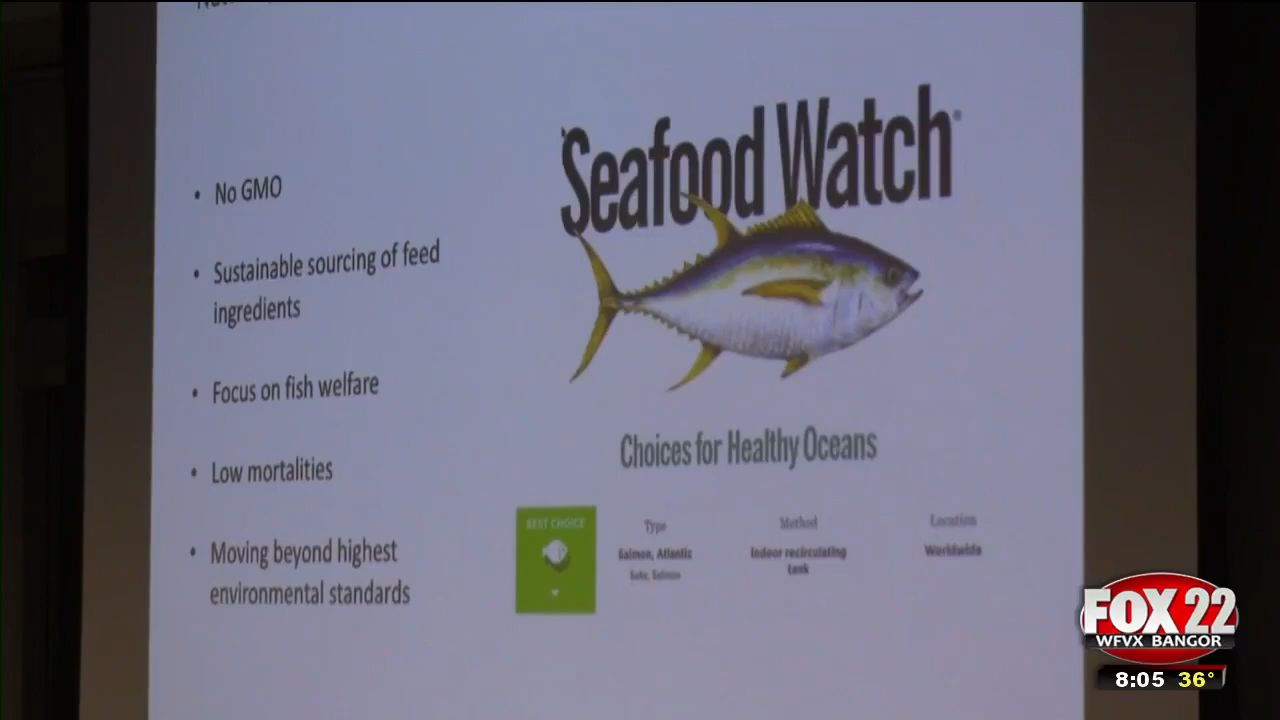 • No GMO
• Sustainable sourcing of feed
ingredients
• Focus on fish welfare
• Low mortalities
• Moving beyond highest
environmental standards
Seafood Watch®
Choices for Healthy Oceans
BEST CHOICE
Type
Salmon, Atlantic
Method
Indoor recirculating
tank
Location
Worldwide
FOX 22
WFVX BANGOR
8:05 36°